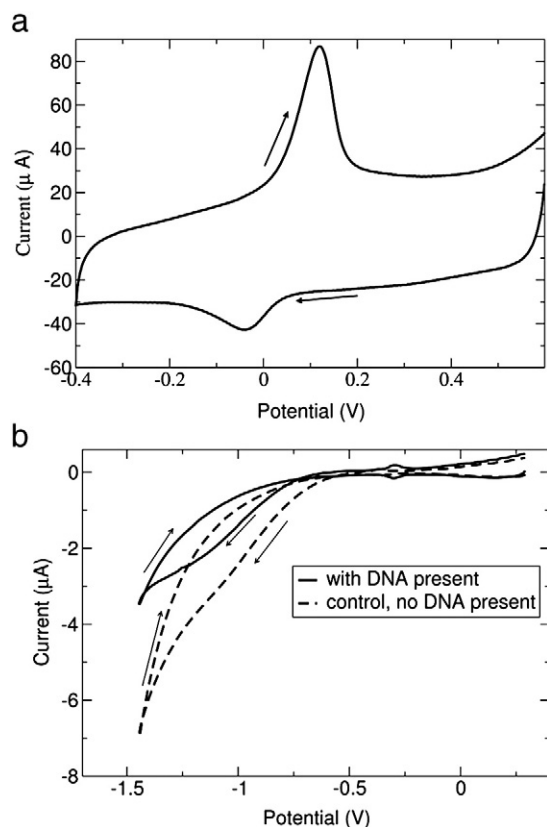 a
80
60
40
20
0
-20
-40
-60
Current (μ A)
-0.4
-0.2
0
0.2
0.4
Potential (V)
b
0
-2
-4
-6
-8
Current (μA)
with DNA present
control, no DNA present
-1.5
-1
-0.5
0
Potential (V)